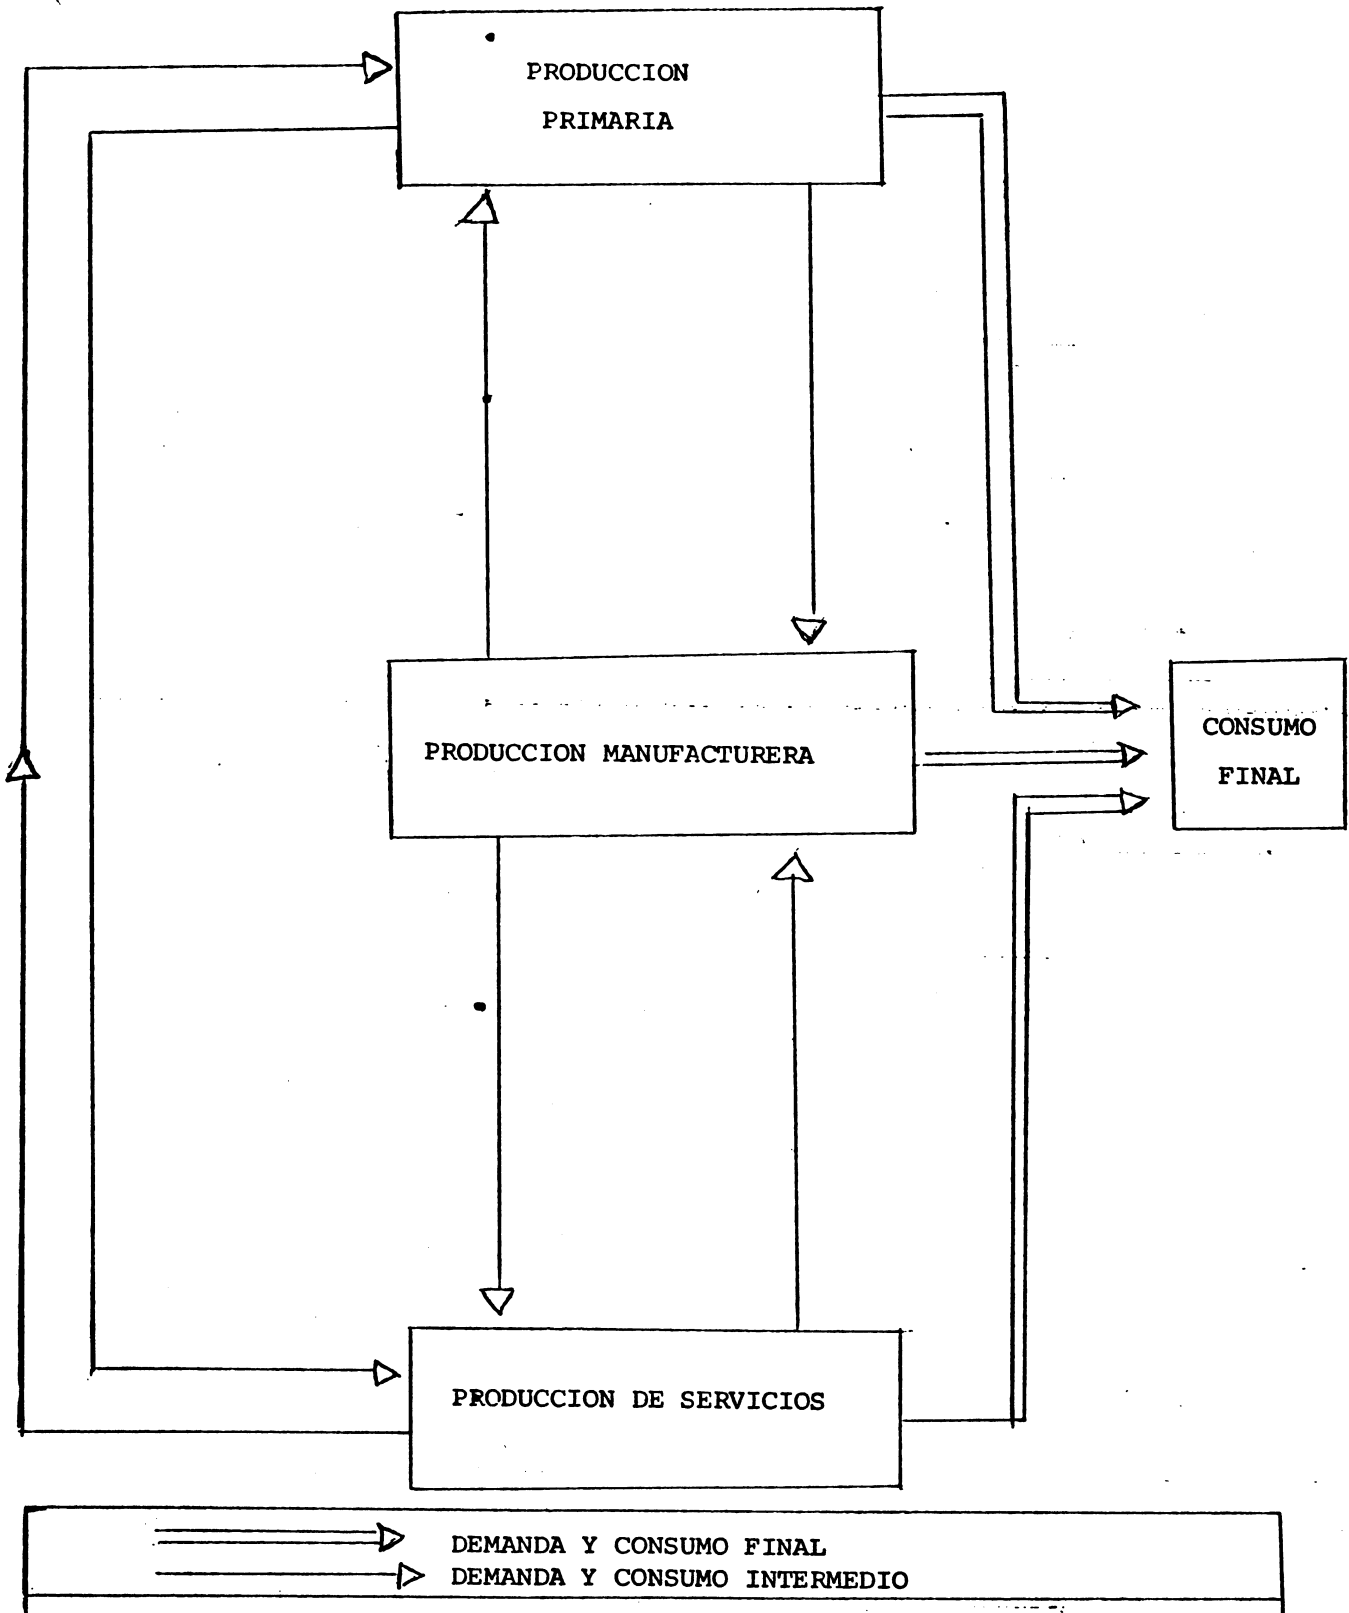 PRODUCCION
PRIMARIA
PRODUCCION MANUFACTURERA
CONSUMO
FINAL
PRODUCCION DE SERVICIOS
DEMANDA Y CONSUMO FINAL
DEMANDA Y CONSUMO INTERMEDIO